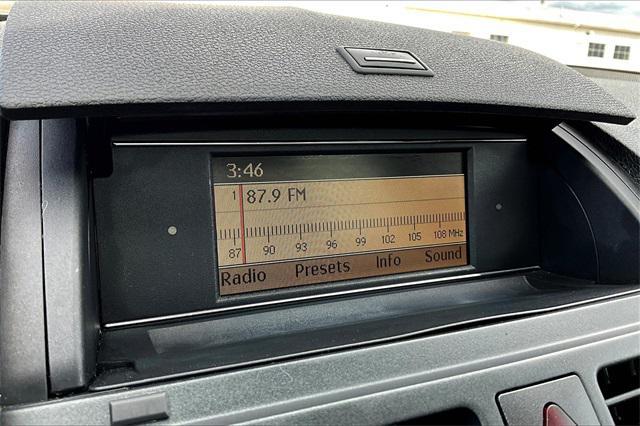 3:46
1 87.9 FM
87 90 93 96 99 102 105 108 MHz
Radio Presets Info Sound